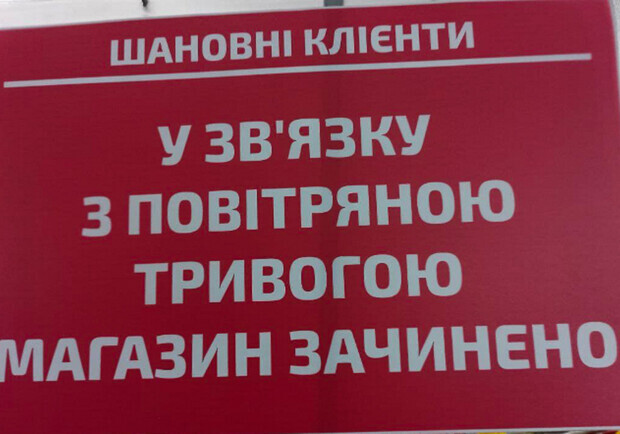 ШАНОВНІ КЛІЄНТИ
У ЗВ'ЯЗКУ
З ПОВІТРЯНОЮ
ТРИВОГОЮ
МАГАЗИН ЗАЧИНЕНО